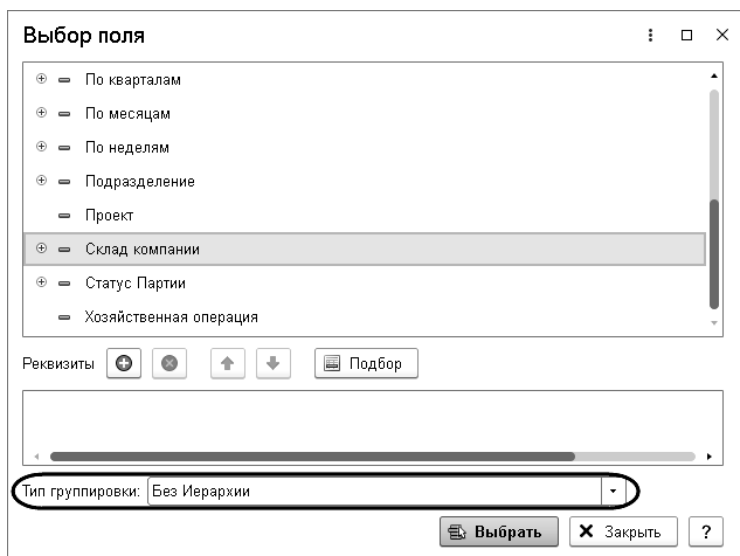 Выбор поля
По кварталам
По месяцам
По неделям
Подразделение
Проект
Склад компании
Статус Партии
Хозяйственная операция
Реквизиты Подбор
Тип группировки: Без Иерархии
Выбрать Закрыть ?